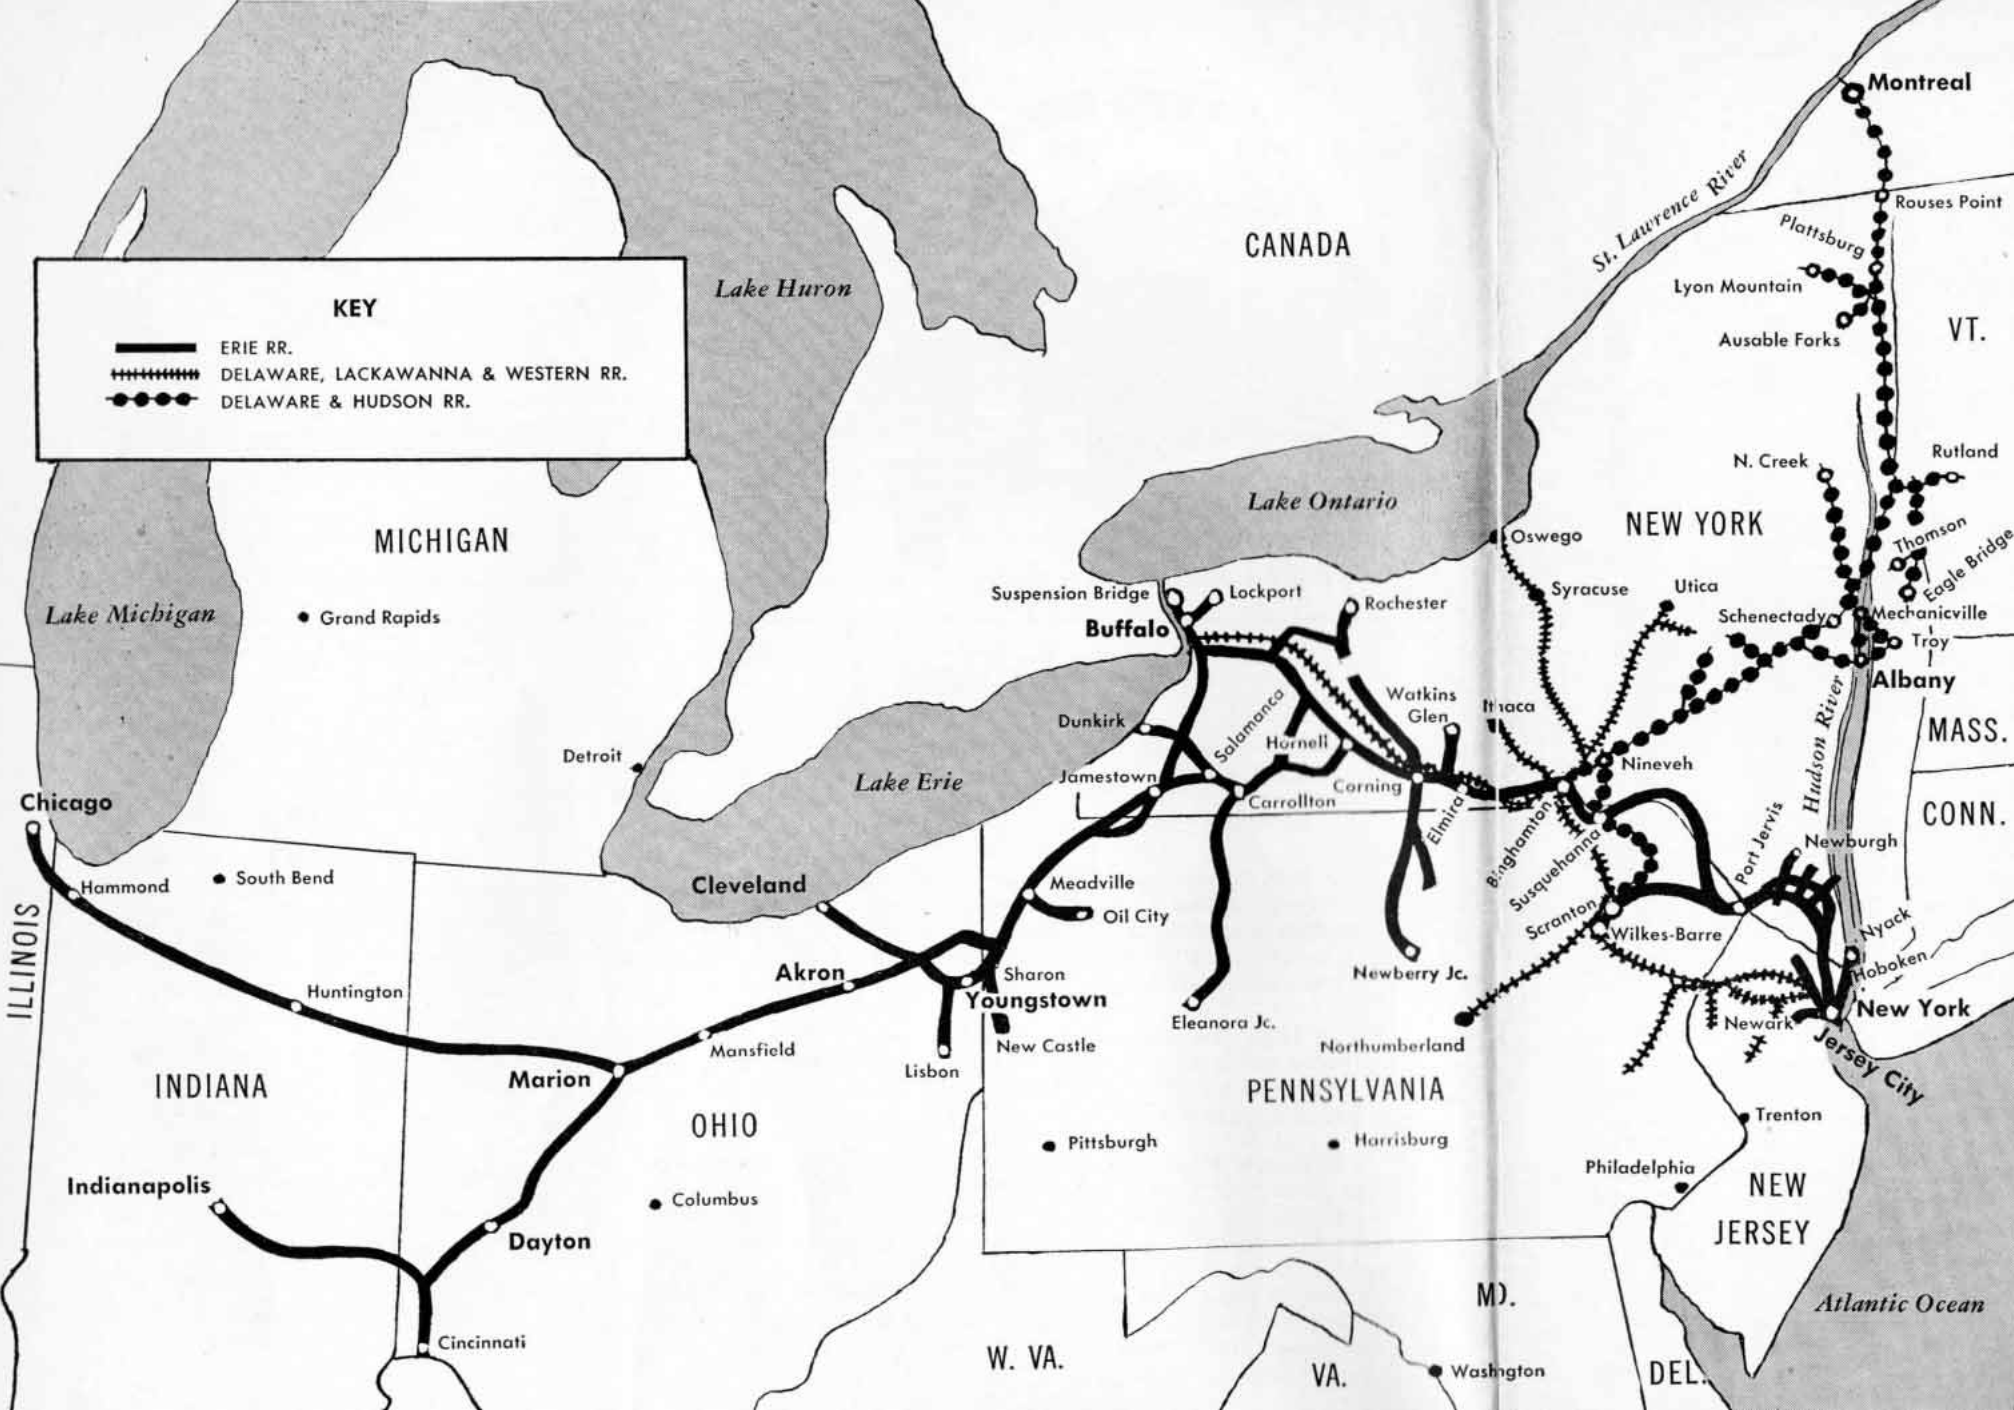 Montreal
St. Lawrence River
Rouses Point
Plattsburg
CANADA
Lyon Mountain
Lake Huron
KEY
ERIE RR.
DELAWARE, LACKAWANNA & WESTERN RR.
DELAWARE & HUDSON RR.
Ausable Forks
VT.
N. Creek
Rutland
Lake Ontario
NEW YORK
MICHIGAN
Oswego
Thomson
Eagle Bridge
Suspension Bridge
Lockport
Rochester
Syracuse
Utica
Lake Michigan
Grand Rapids
Schenectady
Mechanicville
Buffalo
Troy
Albany
Watkins
Glen
Ithaca
Dunkirk
Salamanca
Hornell
Hudson River
MASS.
Detroit
Nineveh
Lake Erie
Jamestown
Carrollton
Corning
Elmira
Binghamton
Susquehanna
Port Jervis
CONN.
Chicago
Newburgh
Hammond
South Bend
Cleveland
Meadville
Oil City
Scranton
Wilkes-Barre
Nyack
ILLINOIS
Huntington
Akron
Sharon
Youngstown
Newberry Jc.
Hoboken
New York
Eleanora Jc.
Newark
Jersey City
Mansfield
New Castle
Northumberland
Lisbon
Marion
INDIANA
PENNSYLVANIA
OHIO
Trenton
Pittsburgh
Harrisburg
Philadelphia
Indianapolis
Columbus
NEW
JERSEY
Dayton
MD.
Atlantic Ocean
Cincinnati
W. VA.
VA.
Washington
DEL.